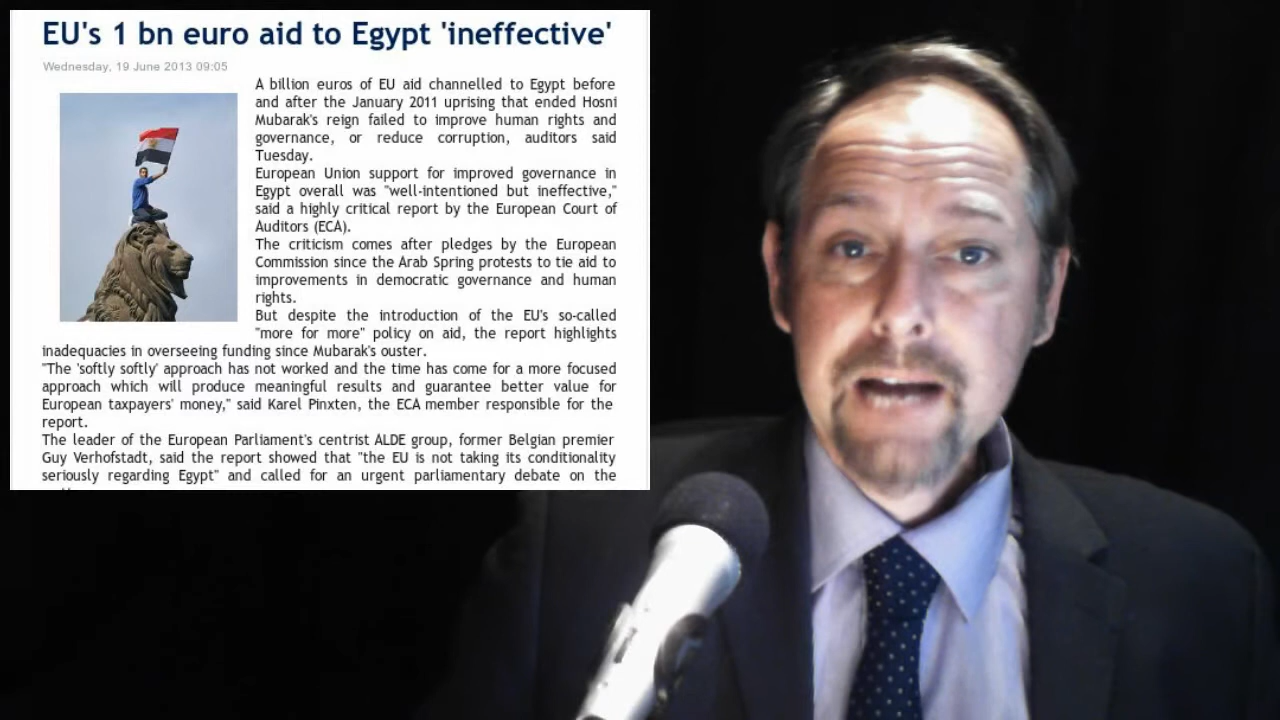 EU's 1 bn euro aid to Egypt 'ineffective'
Wednesday, 19 June 2013 09:05
A billion euros of EU aid channelled to Egypt before
and after the January 2011 uprising that ended Hosni
Mubarak's reign failed to improve human rights and
governance, or reduce corruption, auditors said
Tuesday.
European Union support for improved governance in
Egypt overall was "well-intentioned but ineffective,"
said a highly critical report by the European Court of
Auditors (ECA).
The criticism comes after pledges by the European
Commission since the Arab Spring protests to tie aid to
improvements in democratic governance and human
rights.
But despite the introduction of the EU's so-called
"more for more" policy on aid, the report highlights
inadequacies in overseeing funding since Mubarak's ouster.
"The 'softly softly' approach has not worked and the time has come for a more focused
approach which will produce meaningful results and guarantee better value for
European taxpayers' money," said Karel Pinxten, the ECA member responsible for the
report.
The leader of the European Parliament's centrist ALDE group, former Belgian premier
Guy Verhofstadt, said the report showed that "the EU is not taking its conditionality
seriously regarding Egypt" and called for an urgent parliamentary debate on the